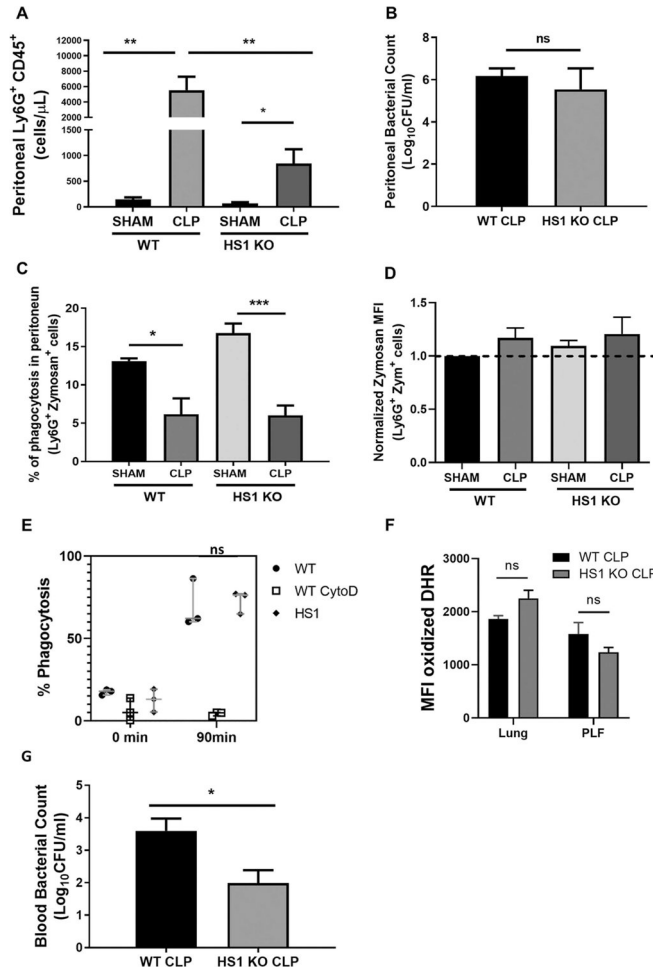 A
Peritoneal Ly6G+ CD45+
(cells/μL)
12000
10000
8000
6000
4000
2000
1000
500
0
**
**
*
SHAM CLP SHAM CLP
WT HS1 KO
B
Peritoneal Bacterial Count
(Log10CFU/ml)
8
6
4
2
0
ns
WT CLP HS1 KO CLP
C
% of phagocytosis in peritoneun
(Ly6G+ Zymosan+ cells)
20
15
10
5
0
*
***
SHAM CLP SHAM CLP
WT HS1 KO
D
Normalized Zymosan MFI
(Ly6G+ Zym+ cells)
1.5
1.0
0.5
0.0
SHAM CLP SHAM CLP
WT HS1 KO
E
% Phagocytosis
100
50
0
ns
WT
WT CytoD
HS1
0 min 90min
F
MFI oxidized DHR
3000
2000
1000
0
WT CLP
HS1 KO CLP
ns
ns
Lung PLF
G
Blood Bacterial Count
(Log10CFU/ml)
5
4
3
2
1
0
*
WT CLP HS1 KO CLP